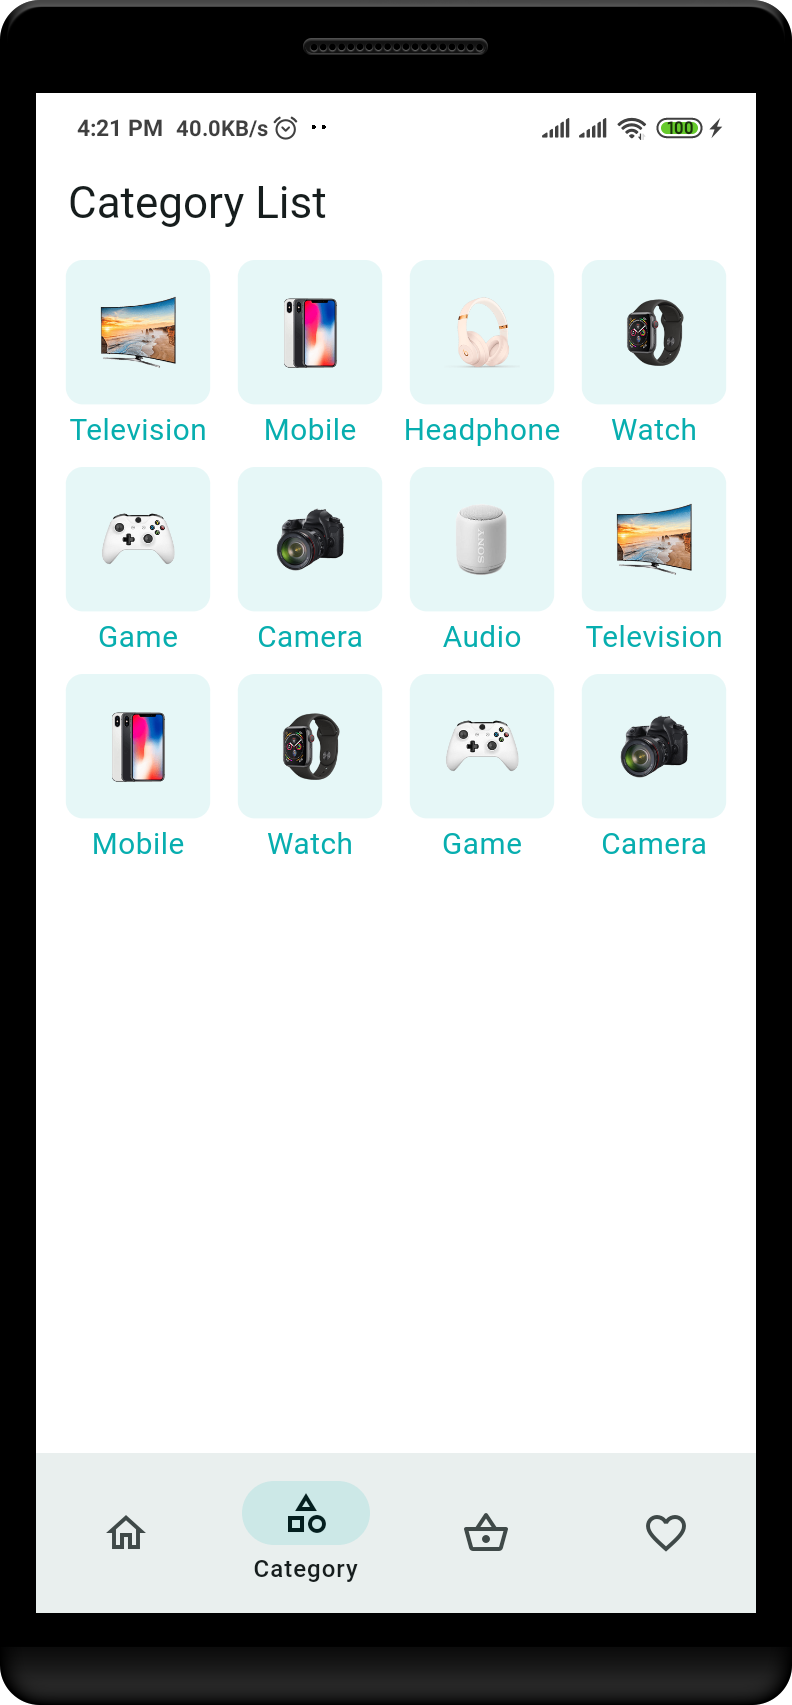 4:21 PM 40.0KB/s 100
Category List
Television Mobile Headphone Watch
SONY
Game Camera Audio Television
Mobile Watch Game Camera
Category